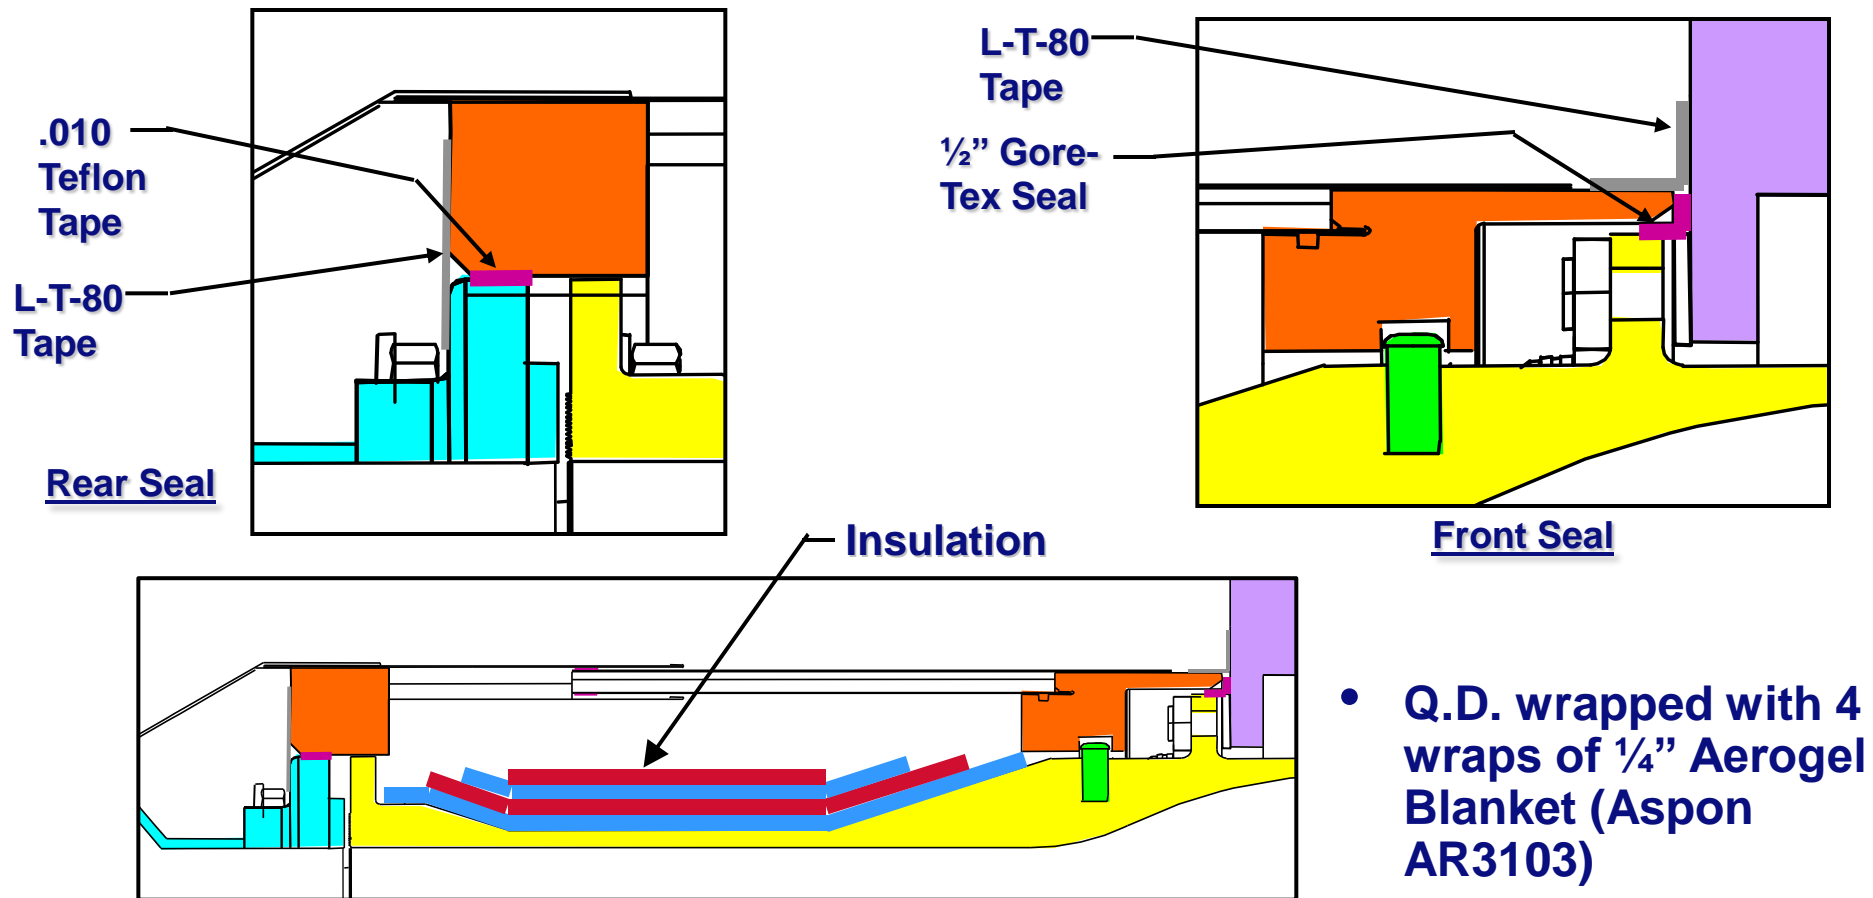 .010
Teflon
Tape
L-T-80
Tape
Rear Seal
L-T-80
Tape
½” Gore-
Tex Seal
Front Seal
Insulation
• Q.D. wrapped with 4
wraps of ¼” Aerogel
Blanket (Aspon
AR3103)